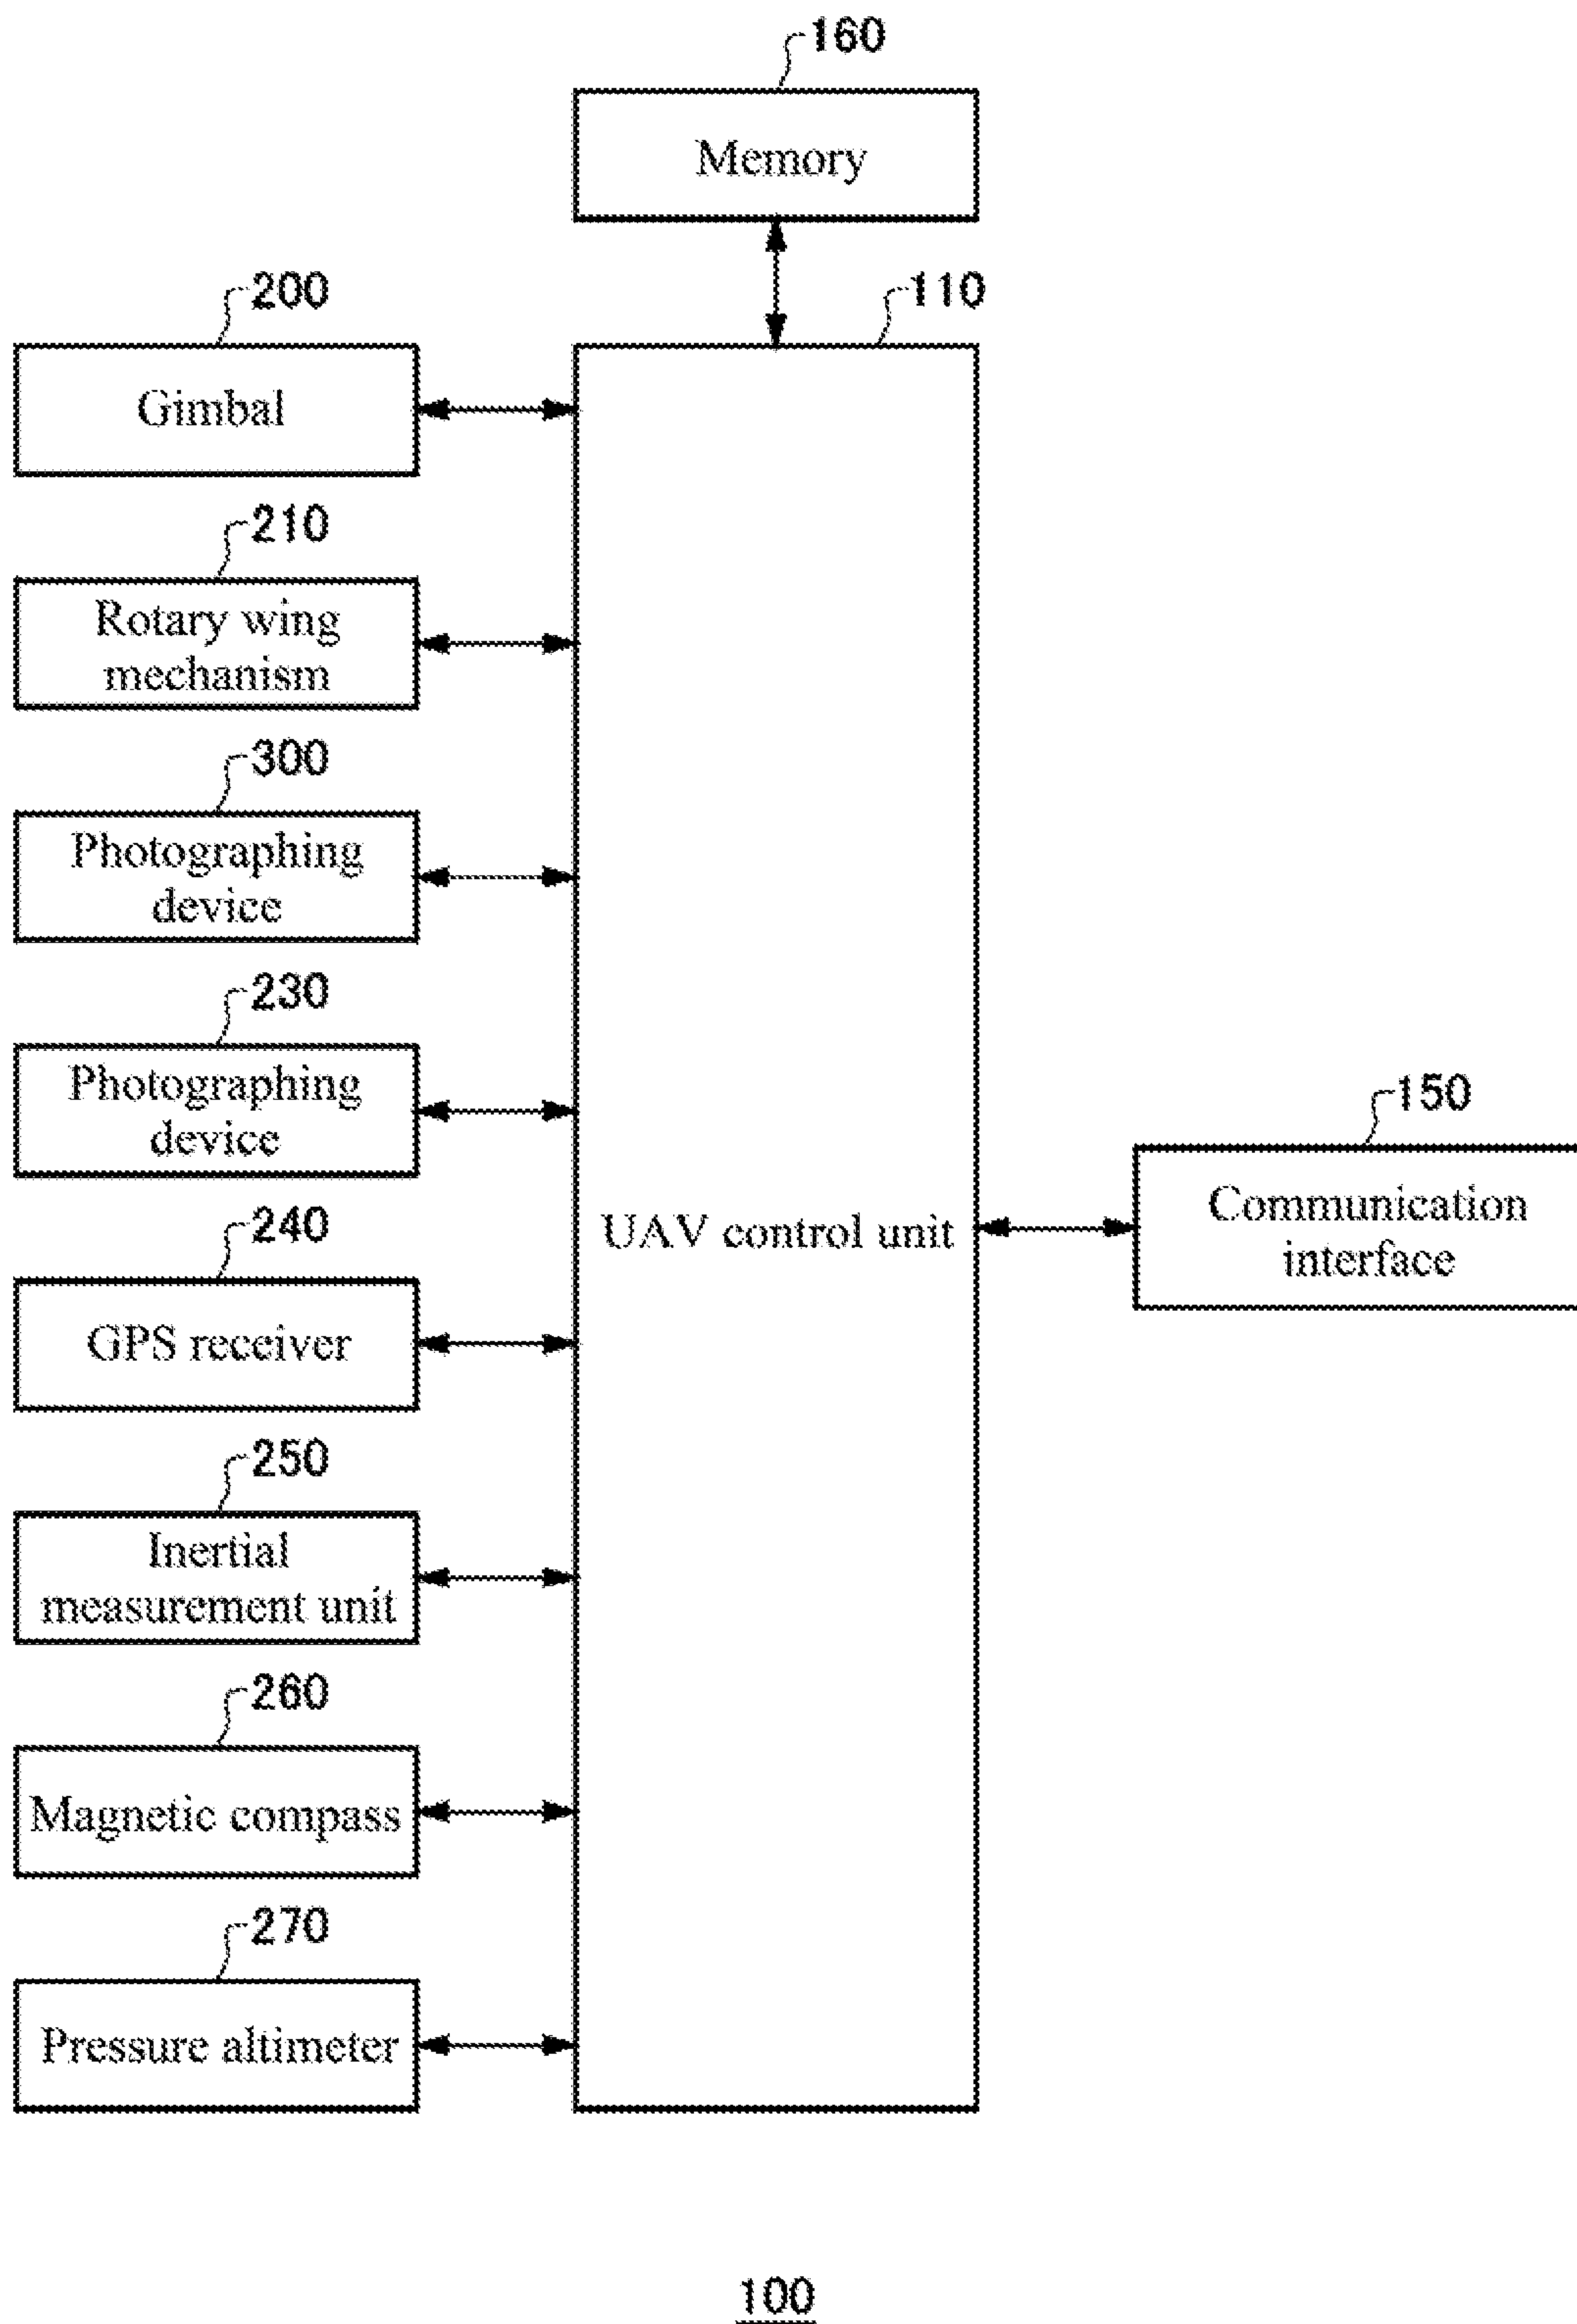 160
Memory
200
110
Gimbal
210
Rotary wing
mechanism
300
Photographing
device
230
Photographing
device
150
Communication
interface
UAV control unit
240
GPS receiver
250
Inertial
measurement unit
260
Magnetic compass
270
Pressure altimeter
100